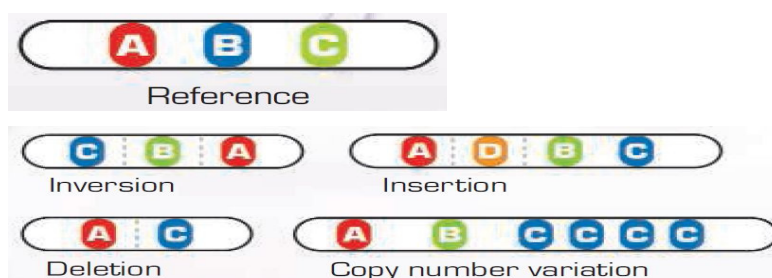 A B C
Reference
C B A
Inversion
A D B C
Insertion
A C
Deletion
A B C C C C
Copy number variation